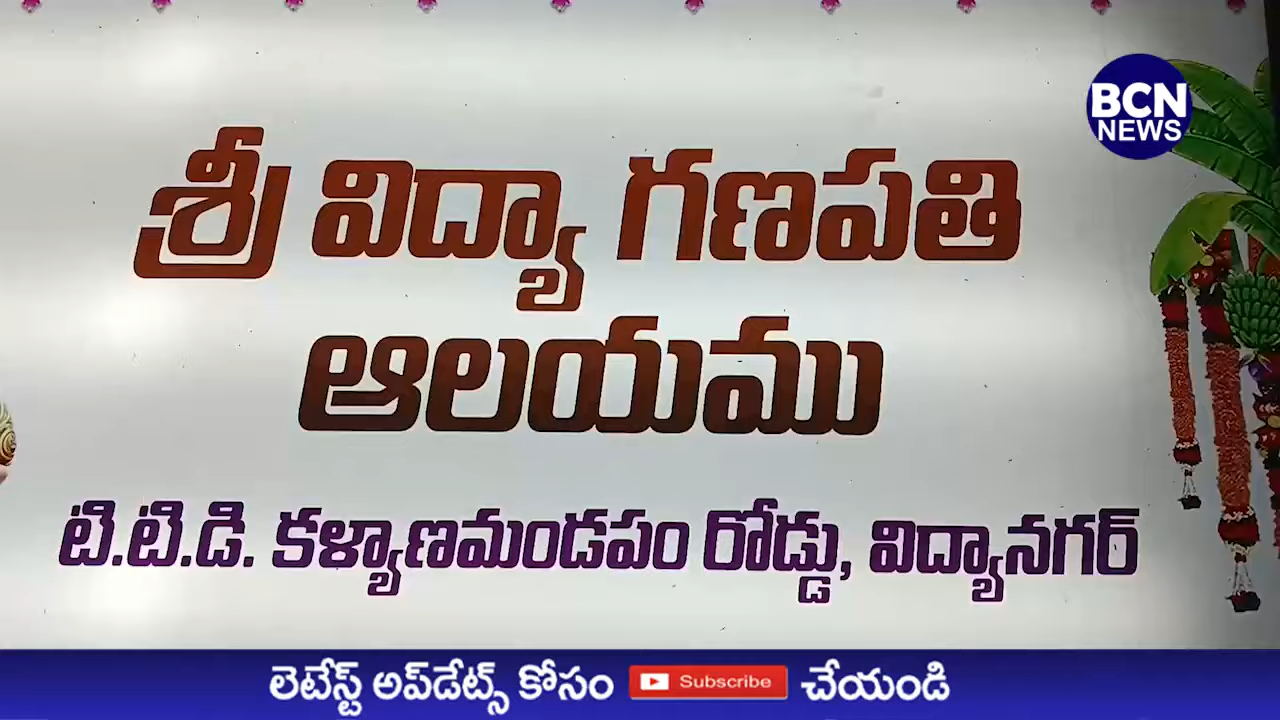 BCN
NEWS
శ్రీ విద్యా గణపతి
ఆలయము
టి.టి.డి. కళ్యాణమండపం రోడ్డు, విద్యానగర్
లెటేస్ట్ అప్‌డేట్స్ కోసం Subscribe చేయండి